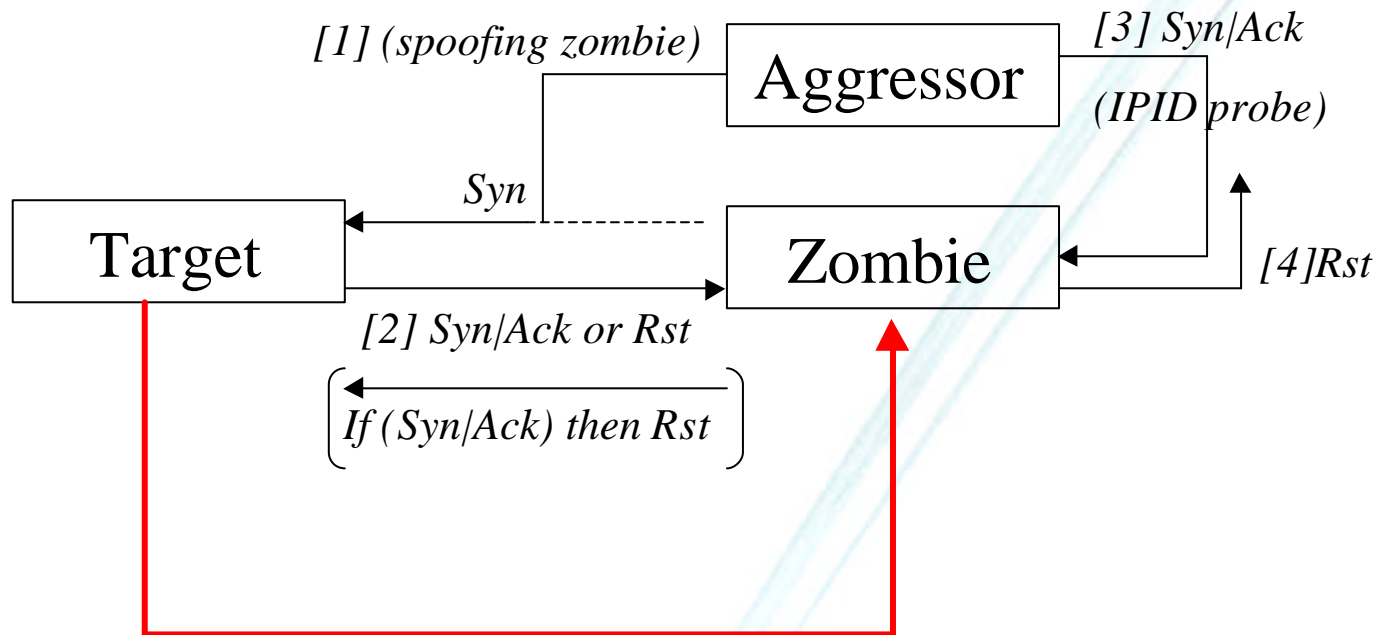 [1] (spoofing zombie)
Aggressor
[3] Syn/Ack
(IPID probe)
Syn
Target
Zombie
[4]Rst
[2] Syn/Ack or Rst
If (Syn/Ack) then Rst